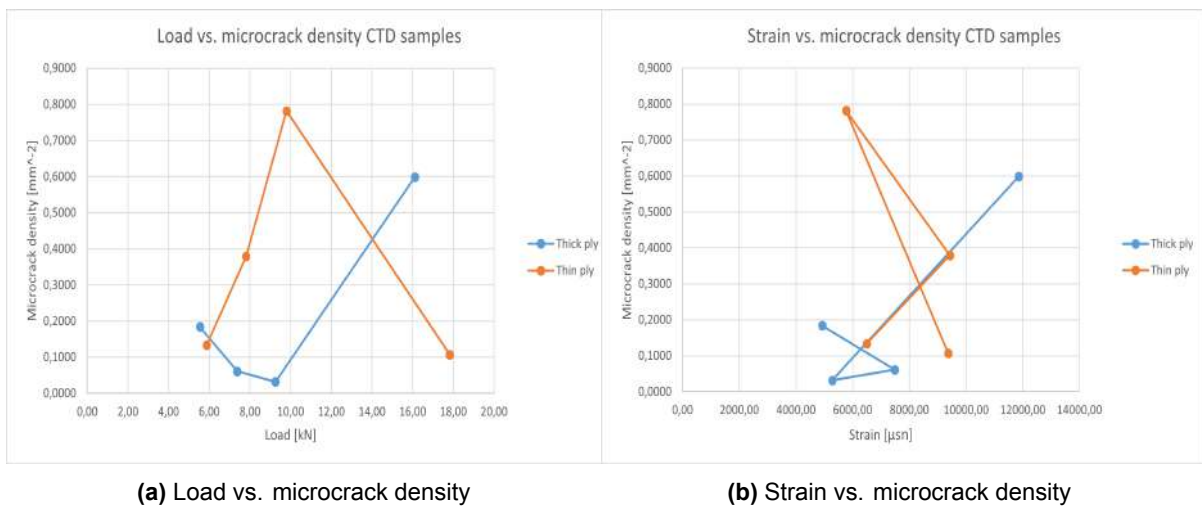 Load vs. microcrack density CTD samples
Microcrack density [mm^-2]
0,9000
0,8000
0,7000
0,6000
0,5000
0,4000
0,3000
0,2000
0,1000
0,0000
0,00 2,00 4,00 6,00 8,00 10,00 12,00 14,00 16,00 18,00 20,00
Load [kN]
Thick ply
Thin ply
Strain vs. microcrack density CTD samples
Microcrack density [mm^-2]
0,9000
0,8000
0,7000
0,6000
0,5000
0,4000
0,3000
0,2000
0,1000
0,0000
0,00 2000,00 4000,00 6000,00 8000,00 10000,00 12000,00 14000,00
Strain [µsn]
Thick ply
Thin ply
(a) Load vs. microcrack density
(b) Strain vs. microcrack density